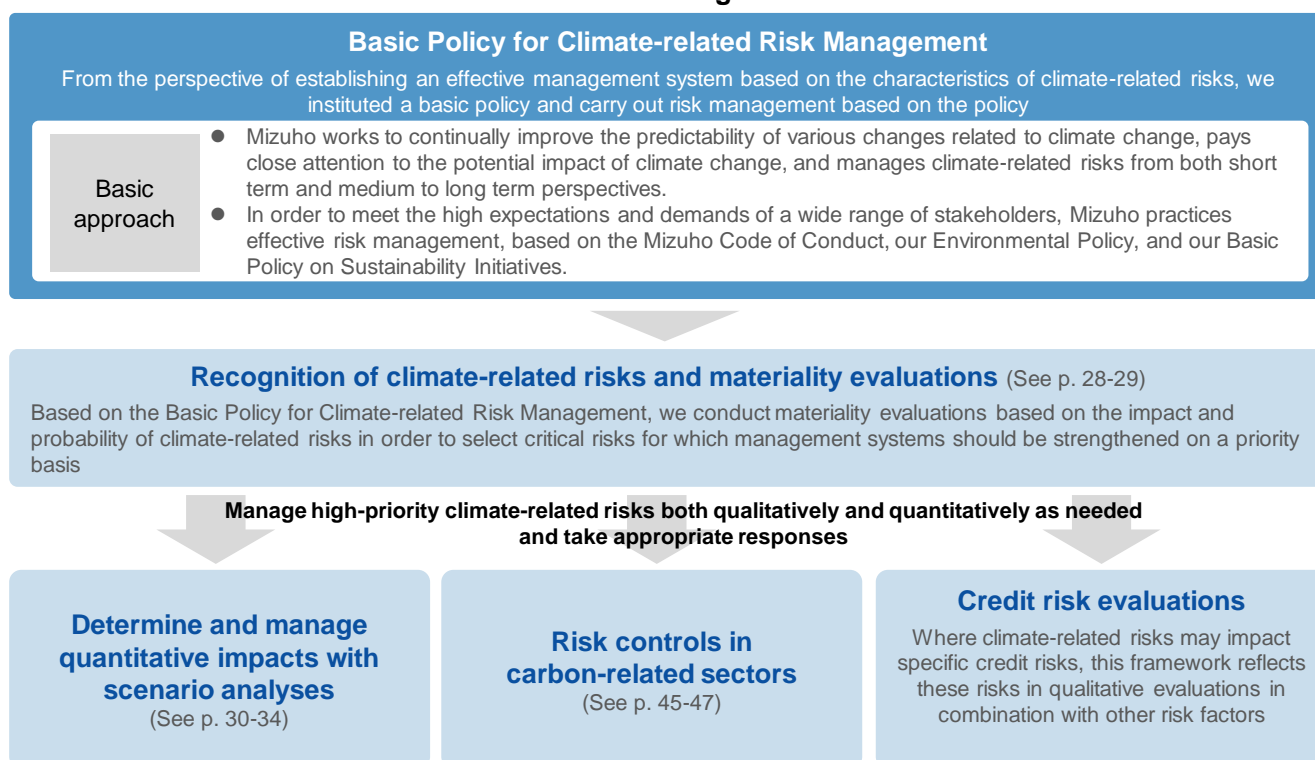 Basic Policy for Climate-related Risk Management
From the perspective of establishing an effective management system based on the characteristics of climate-related risks, we
instituted a basic policy and carry out risk management based on the policy
Basic
approach
● Mizuho works to continually improve the predictability of various changes related to climate change, pays
close attention to the potential impact of climate change, and manages climate-related risks from both short
term and medium to long term perspectives.
● In order to meet the high expectations and demands of a wide range of stakeholders, Mizuho practices
effective risk management, based on the Mizuho Code of Conduct, our Environmental Policy, and our Basic
Policy on Sustainability Initiatives.
Recognition of climate-related risks and materiality evaluations (See p. 28-29)
Based on the Basic Policy for Climate-related Risk Management, we conduct materiality evaluations based on the impact and
probability of climate-related risks in order to select critical risks for which management systems should be strengthened on a priority
basis
Manage high-priority climate-related risks both qualitatively and quantitatively as needed
and take appropriate responses
Determine and manage
quantitative impacts with
scenario analyses
(See p. 30-34)
Risk controls in
carbon-related sectors
(See p. 45-47)
Credit risk evaluations
Where climate-related risks may impact
specific credit risks, this framework reflects
these risks in qualitative evaluations in
combination with other risk factors